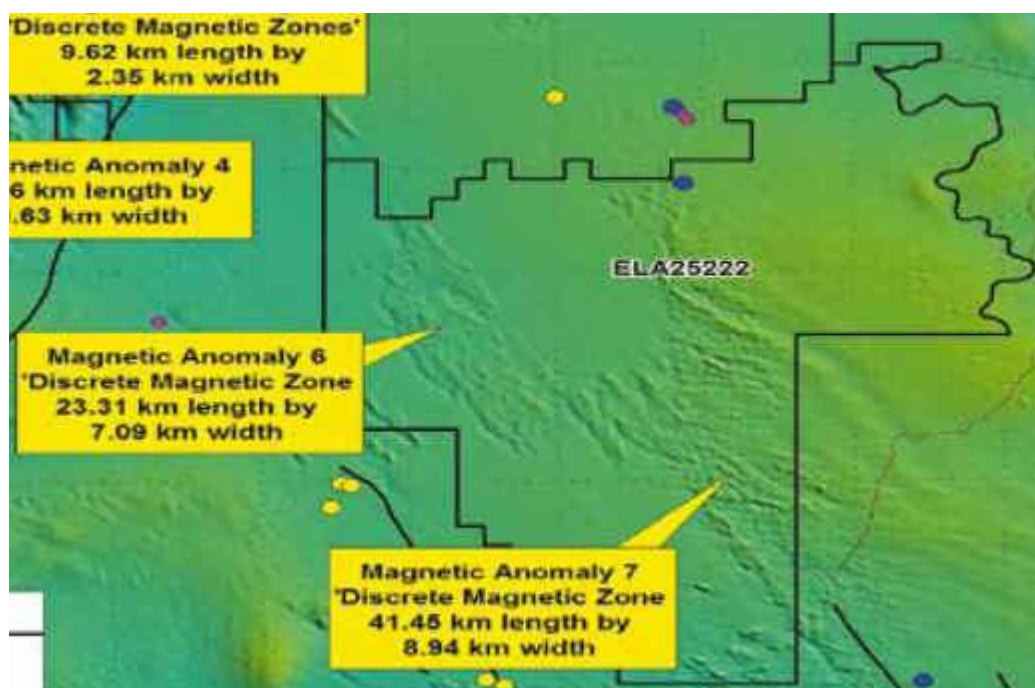 'Discrete Magnetic Zones'
9.62 km length by
2.35 km width
netic Anomaly 4
6 km length by
.63 km width
ELA25222
Magnetic Anomaly 6
'Discrete Magnetic Zone
23.31 km length by
7.09 km width
Magnetic Anomaly 7
'Discrete Magnetic Zone
41.45 km length by
8.94 km width